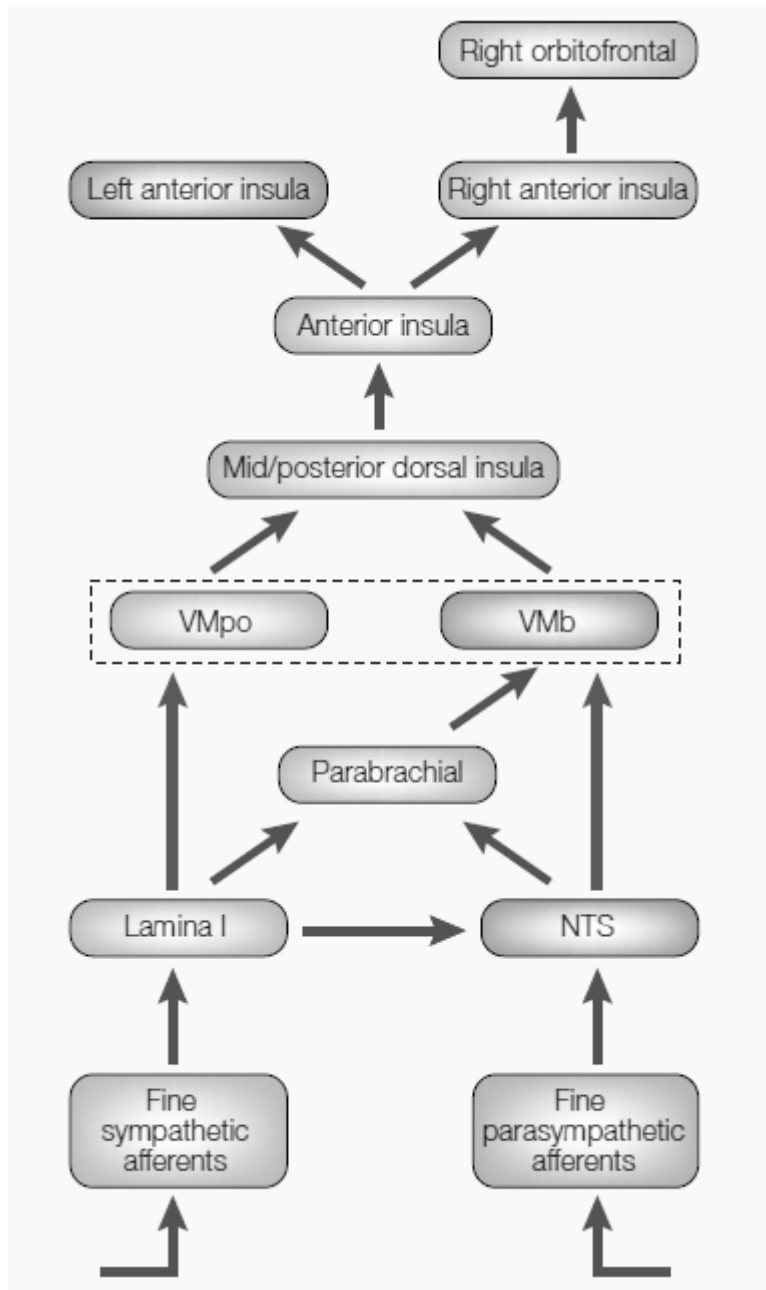 Right orbitofrontal
Left anterior insula
Right anterior insula
Anterior insula
Mid/posterior dorsal insula
VMpo
VMb
Parabrachial
Lamina I
NTS
Fine
sympathetic
afferents
Fine
parasympathetic
afferents